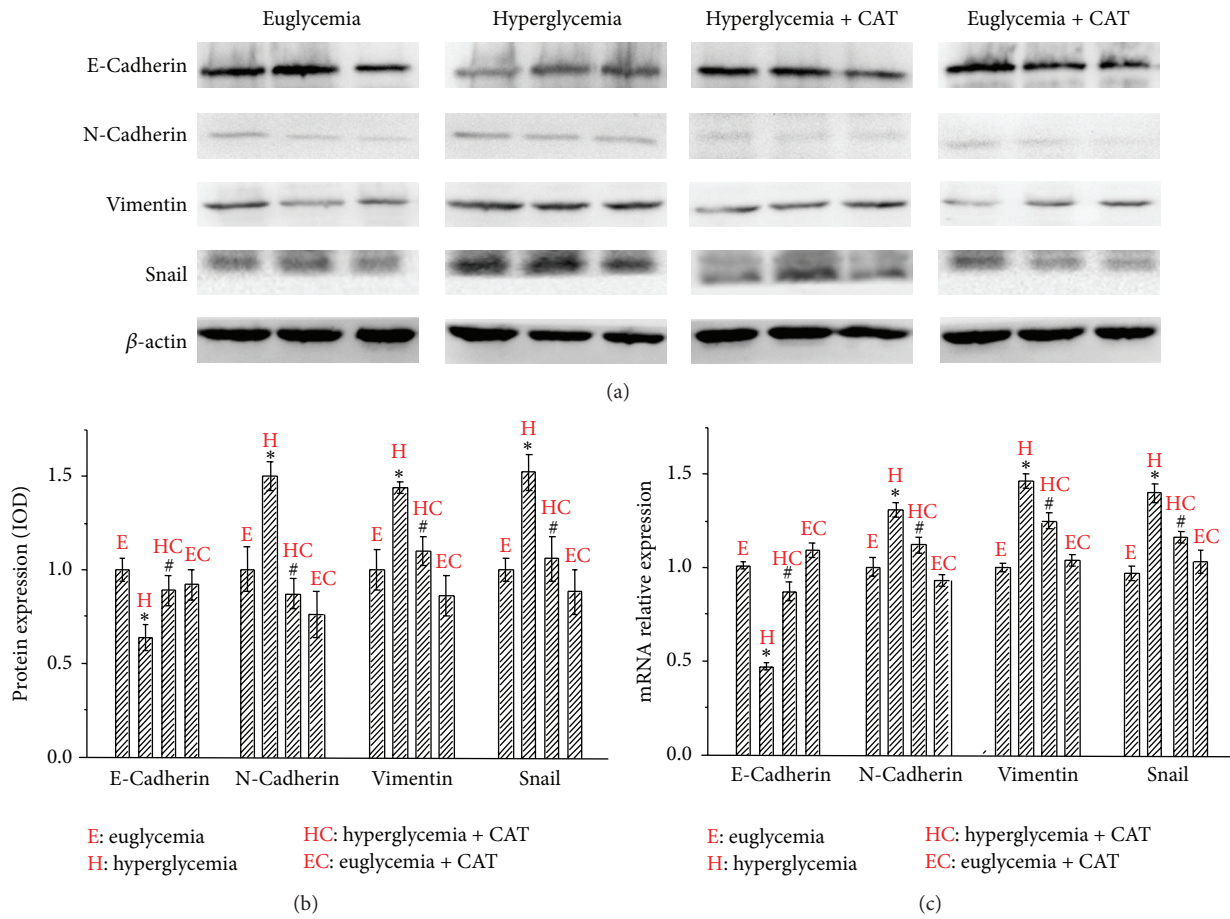 Euglycemia Hyperglycemia Hyperglycemia + CAT Euglycemia + CAT
E-Cadherin
N-Cadherin
Vimentin
Snail
β-actin
(a)
Protein expression (IOD)
1.5
1.0
0.5
0.0
E
H
*
HC
#
EC
E
H
*
HC
#
EC
E
H
*
HC
#
EC
E
H
*
HC
#
EC
E-Cadherin N-Cadherin Vimentin Snail
E: euglycemia HC: hyperglycemia + CAT
H: hyperglycemia EC: euglycemia + CAT
(b)
mRNA relative expression
1.5
1.0
0.5
0.0
E
H
*
HC
#
EC
E
H
*
HC
#
EC
E
H
*
HC
#
EC
E
H
*
HC
#
EC
E-Cadherin N-Cadherin Vimentin Snail
E: euglycemia HC: hyperglycemia + CAT
H: hyperglycemia EC: euglycemia + CAT
(c)